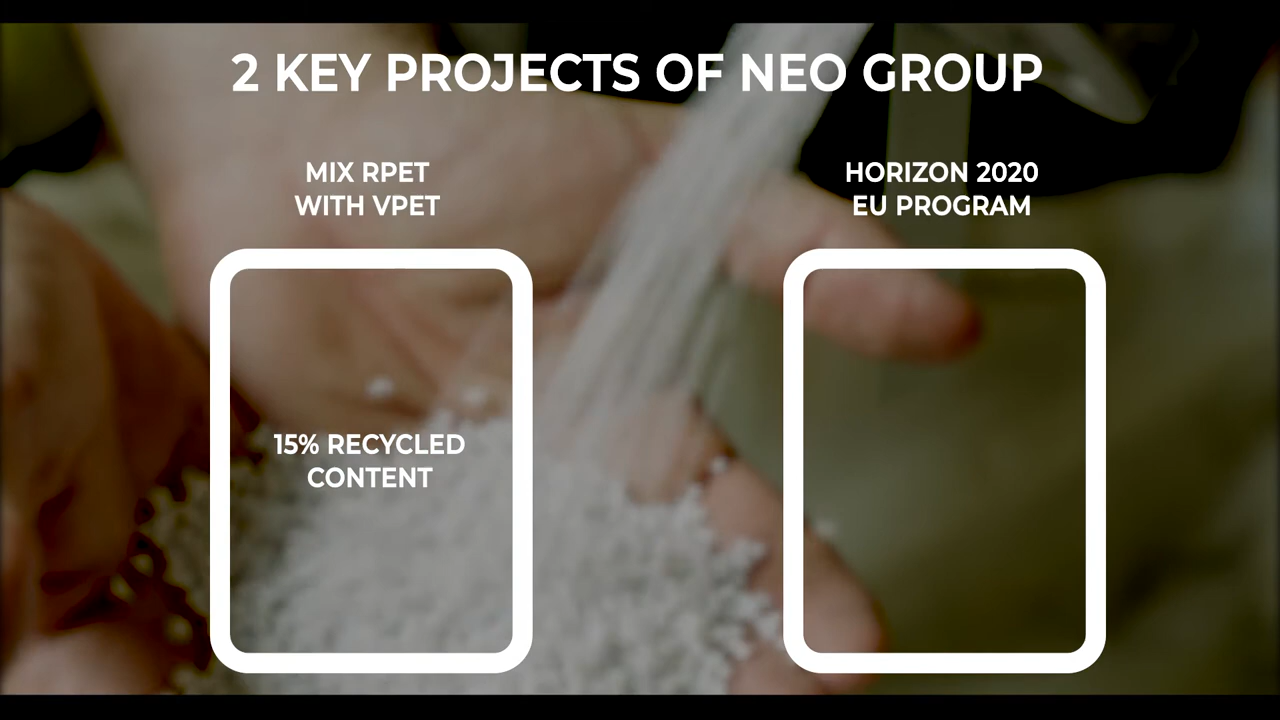 2 KEY PROJECTS OF NEO GROUP
MIX RPET
WITH VPET
15% RECYCLED
CONTENT
HORIZON 2020
EU PROGRAM